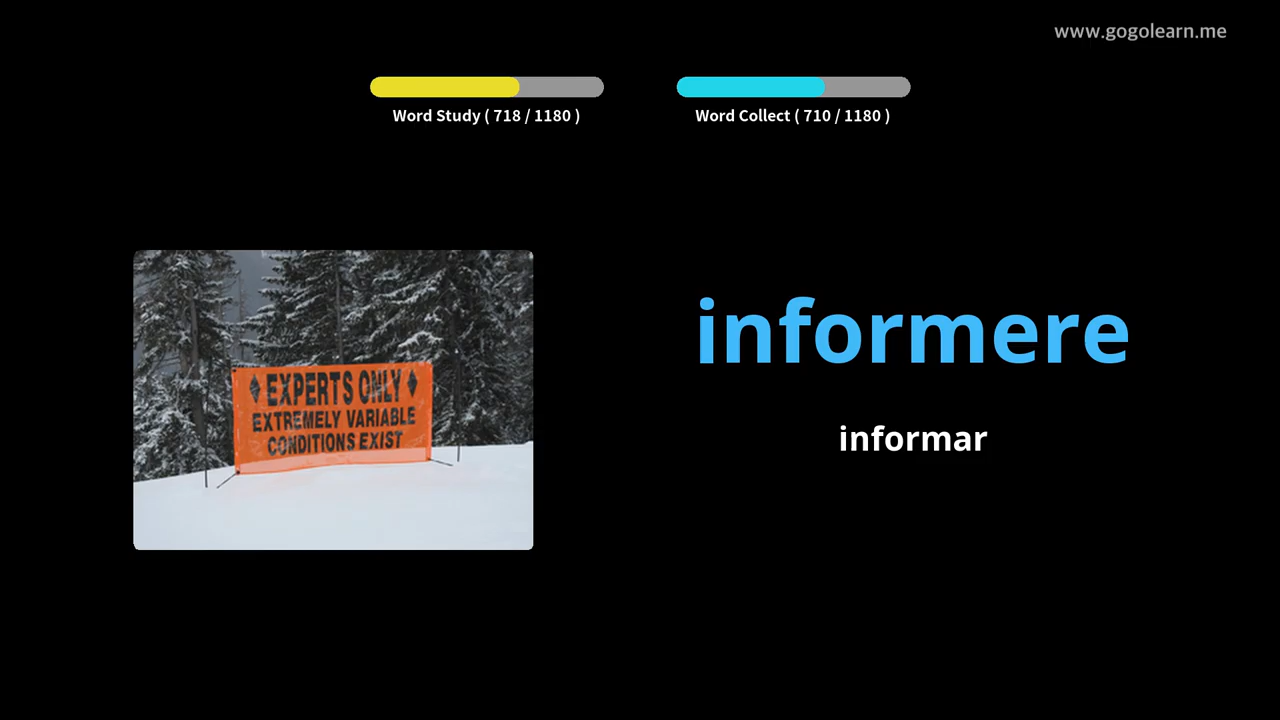 www.gogolearn.me
Word Study ( 718 / 1180 )
Word Collect ( 710 / 1180 )
EXPERTS ONLY
EXTREMELY VARIABLE
CONDITIONS EXIST
informere
informar